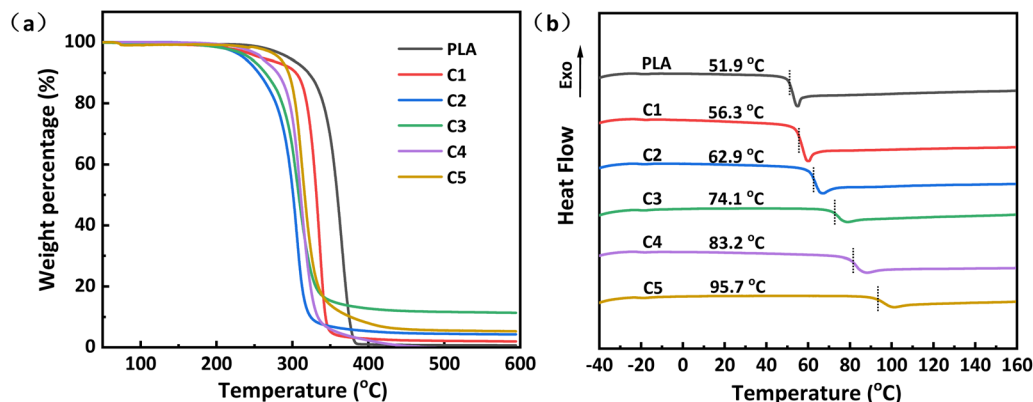 （a）
100
80
60
40
20
0
Weight percentage (%)
100 200 300 400 500 600
Temperature (°C)
PLA
C1
C2
C3
C4
C5
（b）
Exo
Heat Flow
PLA 51.9 °C
C1 56.3 °C
C2 62.9 °C
C3 74.1 °C
C4 83.2 °C
C5 95.7 °C
-40 -20 0 20 40 60 80 100 120 140 160
Temperature (°C)